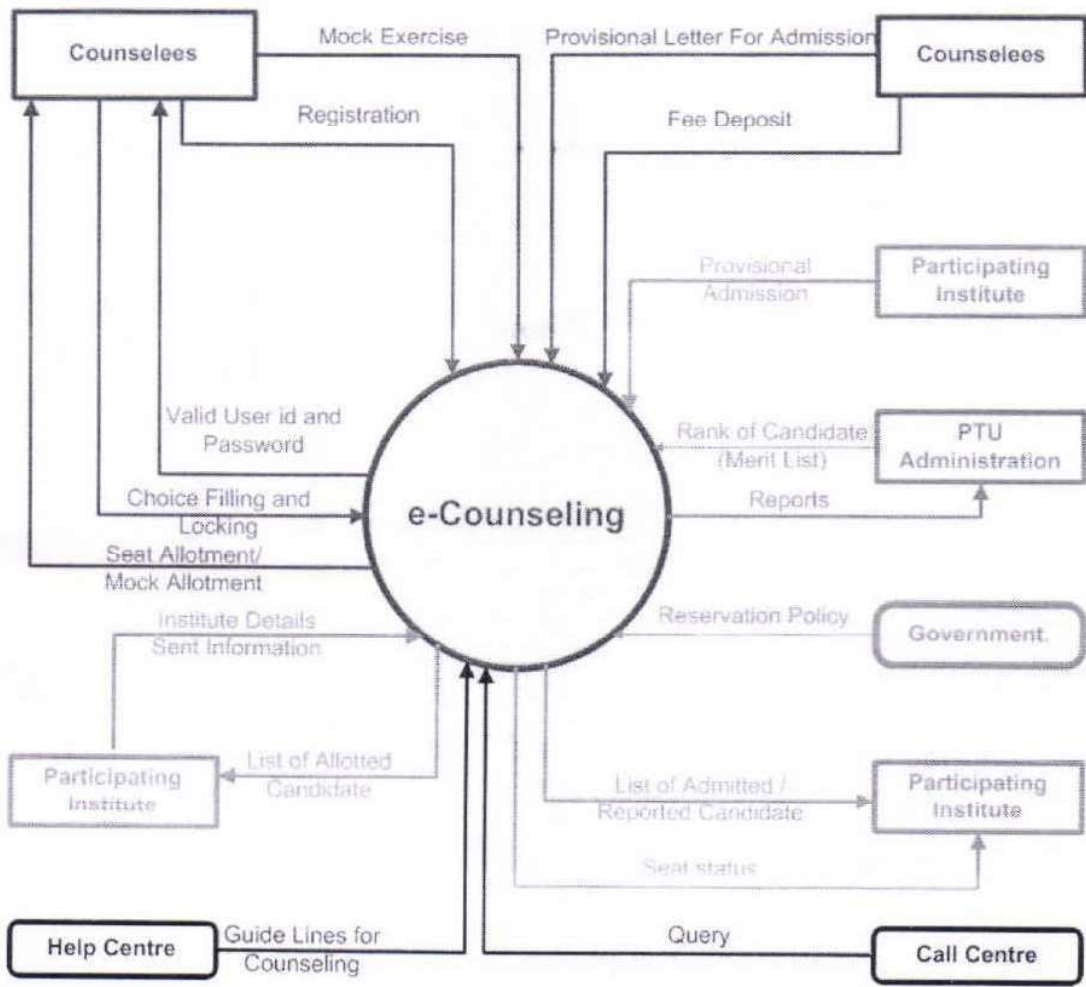 Counselees
Mock Exercise
Provisional Letter For Admission
Counselees
Registration
Fee Deposit
Provisional
Admission
Participating
Institute
Valid User id and
Password
Rank of Candidate
(Merit List)
PTU
Administration
e-Counseling
Choice Filling and
Locking
Reports
Seat Allotment/
Mock Allotment
Institute Details
Sent Information
Reservation Policy
Government.
Participating
Institute
List of Allotted
Candidate
List of Admitted /
Reported Candidate
Participating
Institute
Seat status
Help Centre
Guide Lines for
Counseling
Query
Call Centre